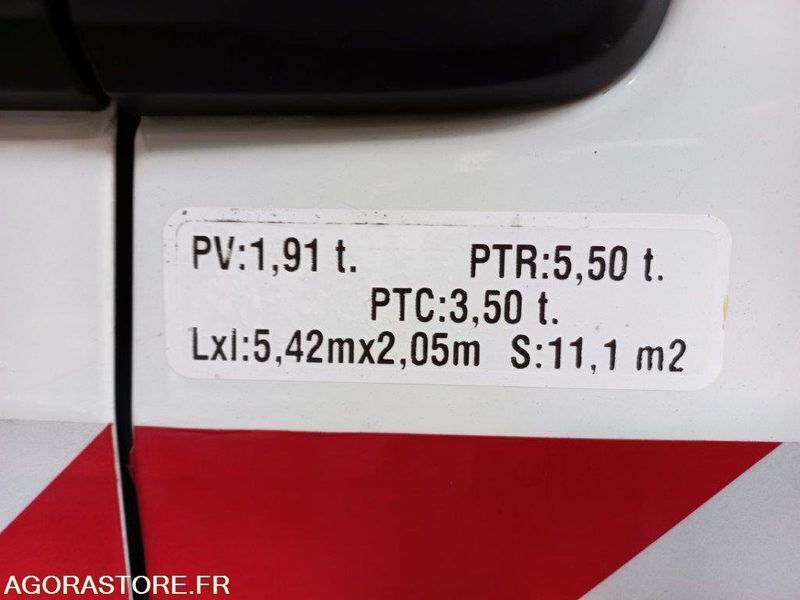 PV:1,91 t. PTR:5,50 t.
PTC:3,50 t.
Lxl:5,42mx2,05m S:11,1 m2
AGORASTORE.FR